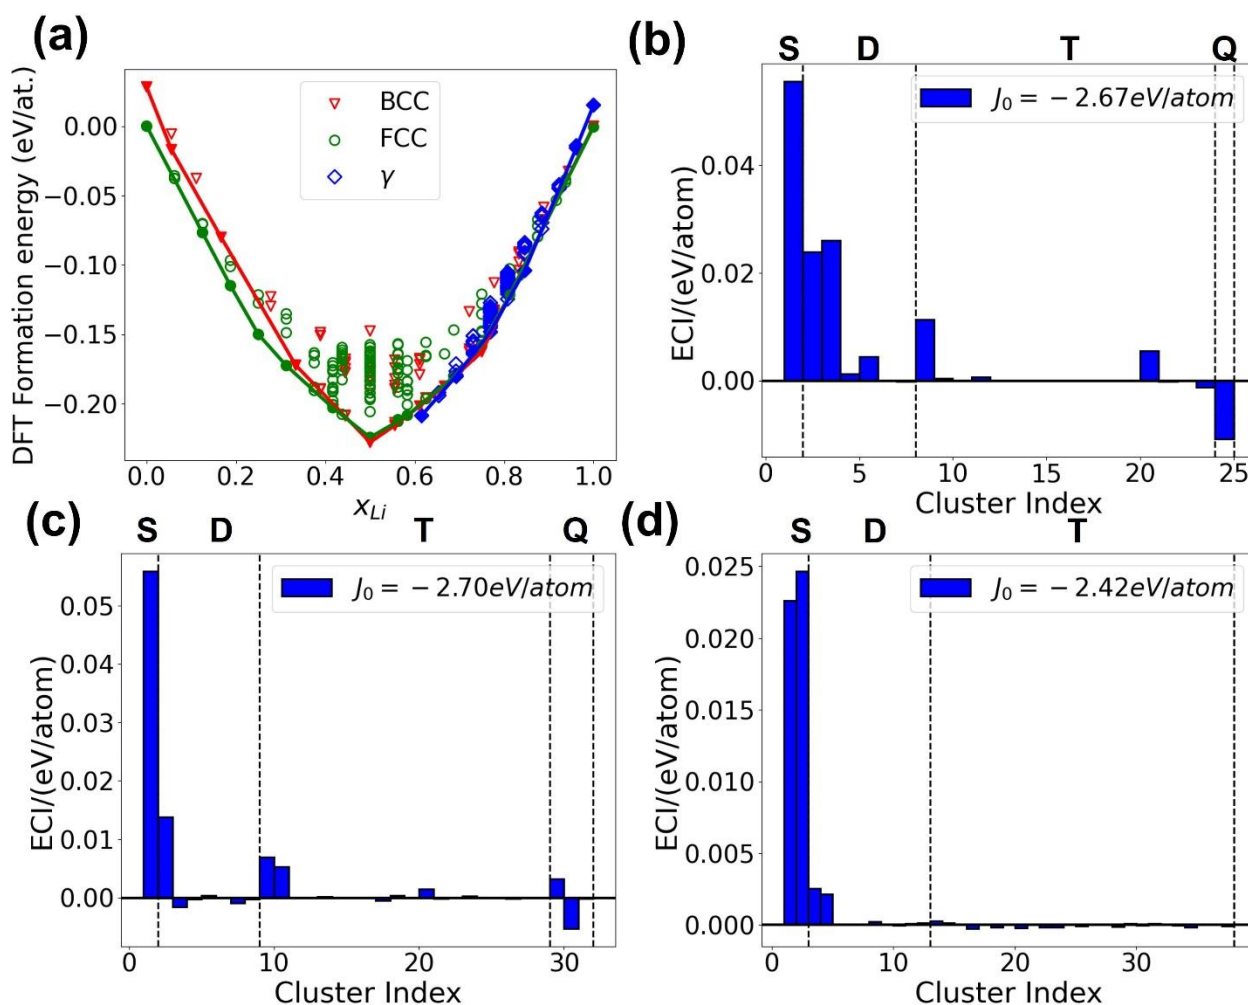 (a)
DFT Formation energy (eV/at.)
0.00
−0.05
−0.10
−0.15
−0.20
BCC
FCC
γ
0.0 0.2 0.4 0.6 0.8 1.0
x_Li
(b)
S D T Q
ECI/(eV/atom)
0.04
0.02
0.00
J_0 = −2.67eV/atom
0 5 10 15 20 25
Cluster Index
(c)
S D T Q
ECI/(eV/atom)
0.05
0.04
0.03
0.02
0.01
0.00
J_0 = −2.70eV/atom
0 10 20 30
Cluster Index
(d)
S D T
ECI/(eV/atom)
0.025
0.020
0.015
0.010
0.005
0.000
J_0 = −2.42eV/atom
0 10 20 30
Cluster Index